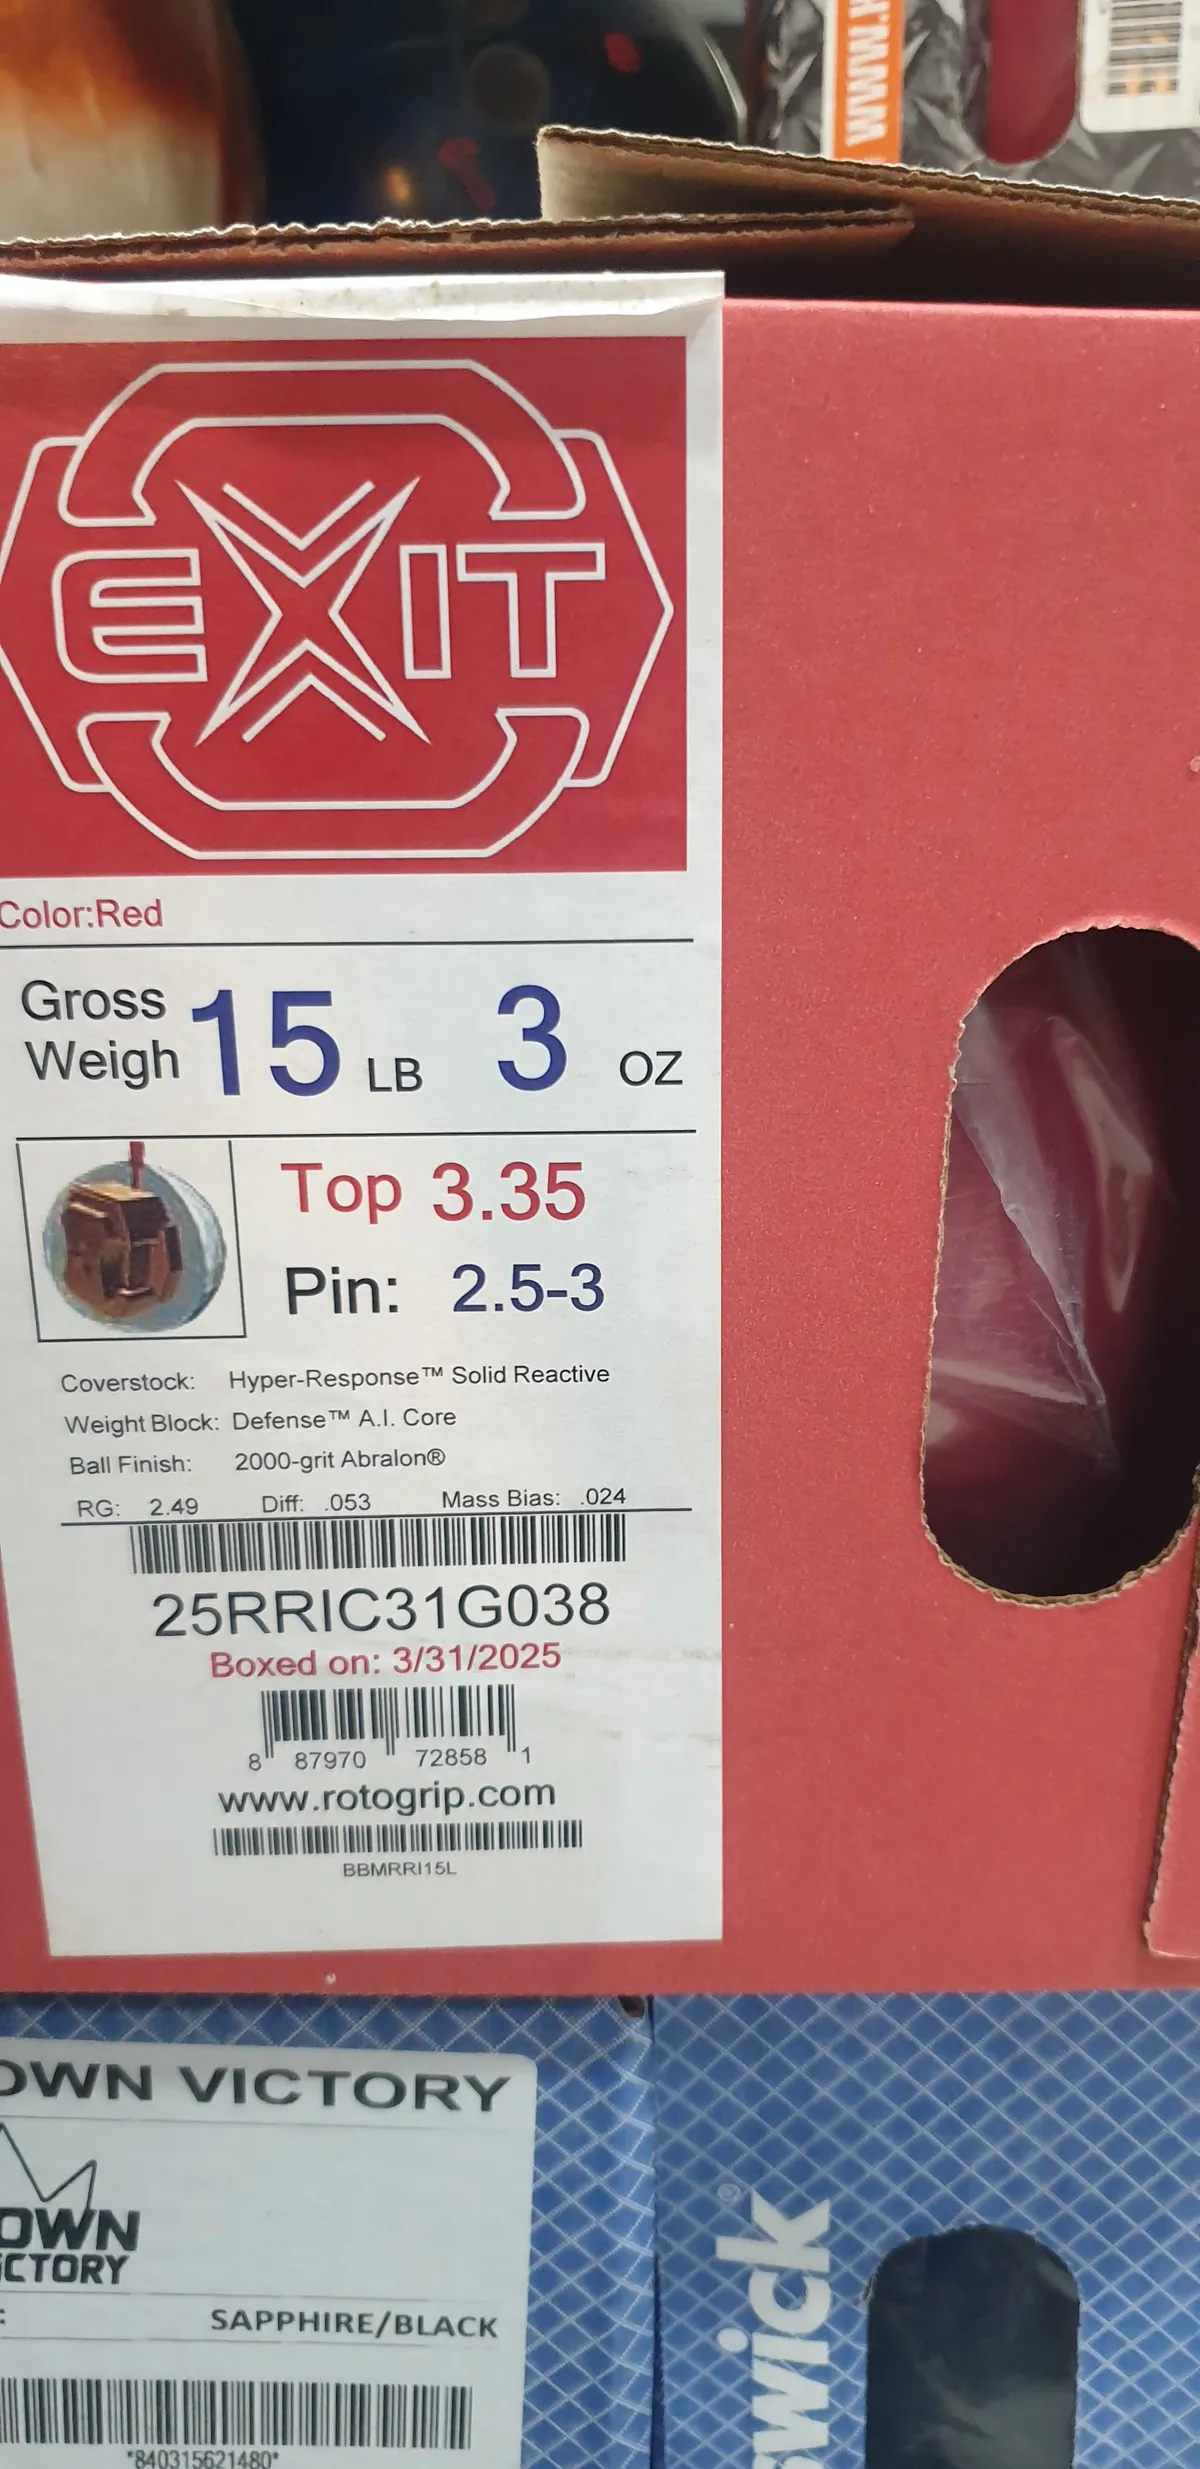 WWW.
EXIT
Color:Red
Gross Weigh 15 LB 3 OZ
Top 3.35
Pin: 2.5-3
Coverstock: Hyper-Response™ Solid Reactive
Weight Block: Defense™ A.I. Core
Ball Finish: 2000-grit Abralon®
RG: 2.49 Diff: .053 Mass Bias: .024
25RRIC31G038
Boxed on: 3/31/2025
8 87970 72858 1
www.rotogrip.com
BBMRRI15L
OWN VICTORY
OWN
ICTORY
: SAPPHIRE/BLACK
*840315621480*
swick®